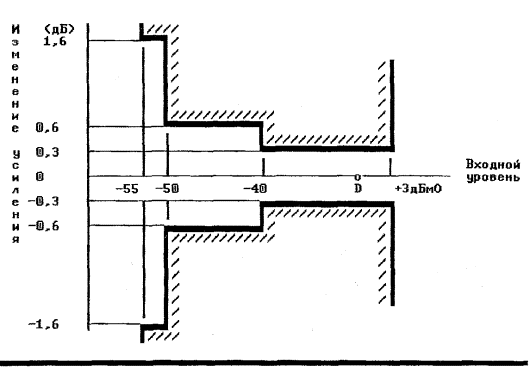 Изменение усиления
(дБ)
1,6
0,6
0,3
0
-0,3
-0,6
-1,6
-55 -50 -40 0 +3дБм0
D
Входной
уровень